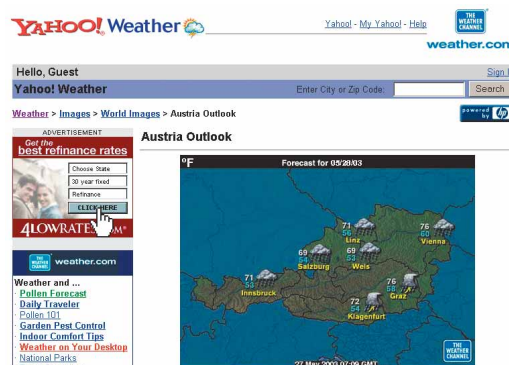 YAHOO! Weather
Yahoo! - My Yahoo! - Help
THE WEATHER CHANNEL
weather.com
Hello, Guest
Sign
Yahoo! Weather
Enter City or Zip Code:
Search
Weather > Images > World Images > Austria Outlook
powered by hp
ADVERTISEMENT
Get the
best refinance rates
Choose State
30 year fixed
Refinance
CLICK HERE
4LOWRATE
THE WEATHER CHANNEL weather.com
Weather and ...
Pollen Forecast
Daily Traveler
Pollen 101
Garden Pest Control
Indoor Comfort Tips
Weather on Your Desktop
National Parks
Austria Outlook
°F
Forecast for 05/28/03
71
56
Linz
76
60
Vienna
69
54
Salzburg
69
53
Wels
71
53
Innsbruck
76
58
Graz
72
54
Klagenfurt
THE WEATHER CHANNEL
27 May 2003 07:09 GMT